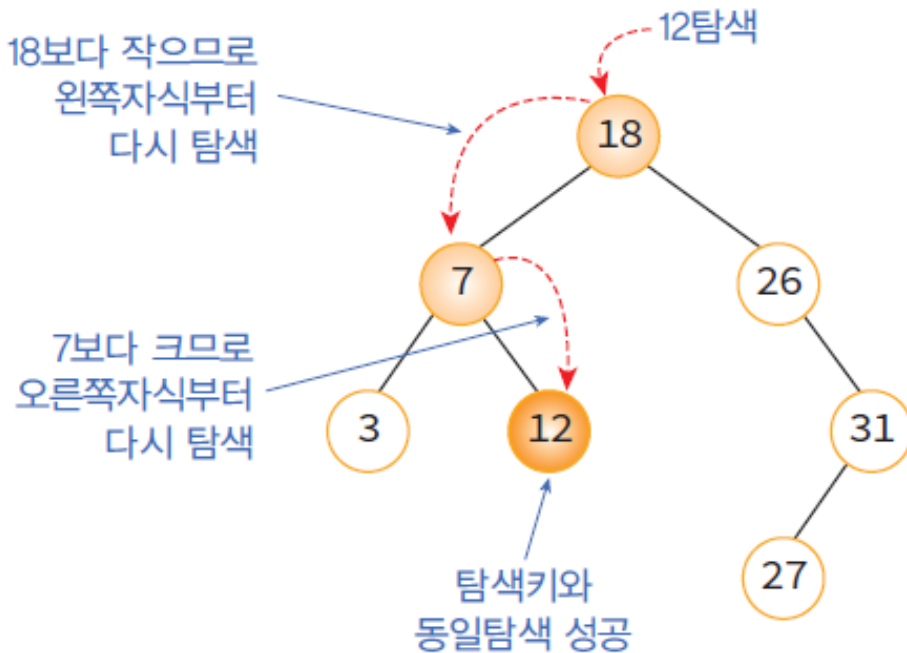 12탐색
18보다 작으므로
왼쪽자식부터
다시 탐색
18
7
26
7보다 크므로
오른쪽자식부터
다시 탐색
3
12
31
27
탐색키와
동일탐색 성공